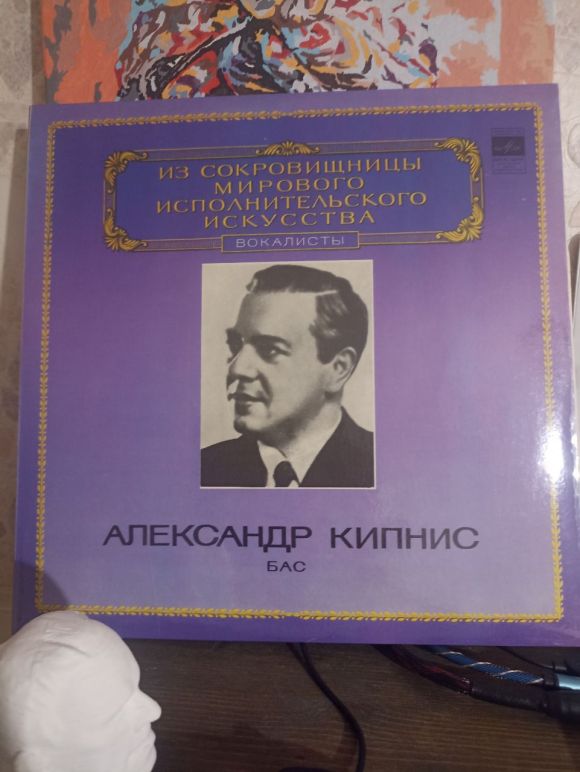 ИЗ СОКРОВИЩНИЦЫ
МИРОВОГО
ИСПОЛНИТЕЛЬСКОГО
ИСКУССТВА
ВОКАЛИСТЫ
АЛЕКСАНДР КИПНИС
БАС